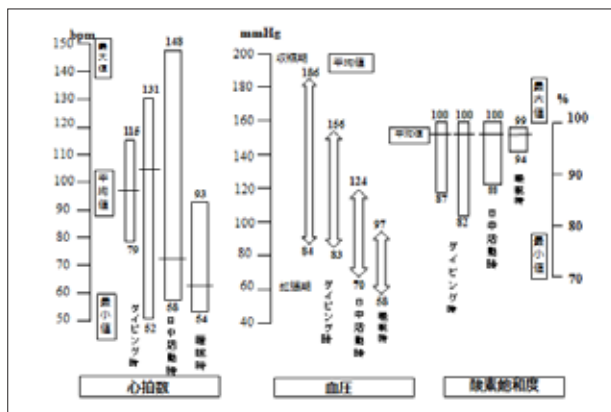 bpm
150
140
130
120
110
100
90
80
70
60
50
最大値
平均値
最小値
115
79
131
52
148
58
93
54
ダイビング時
日中活動時
睡眠時
心拍数
mmHg
200
180
160
140
120
100
80
60
40
収縮期
平均値
186
84
156
83
124
70
97
58
拡張期
ダイビング時
日中活動時
睡眠時
血圧
%
100
90
80
70
最大値
平均値
最小値
100
87
100
82
100
88
99
94
ダイビング時
日中活動時
睡眠時
酸素飽和度